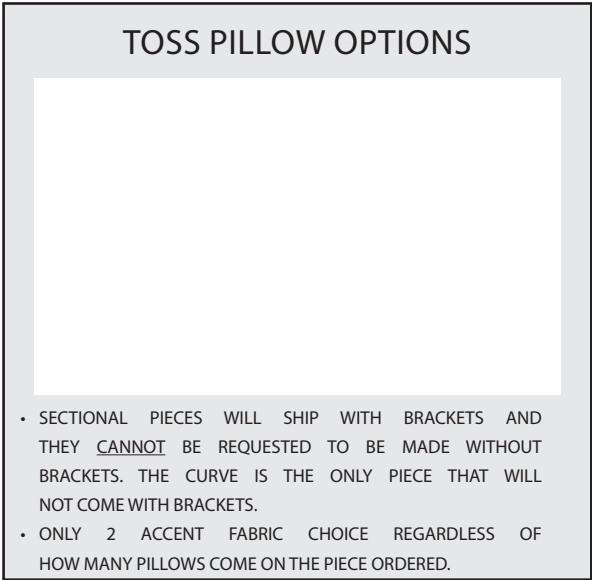 TOSS PILLOW OPTIONS
• SECTIONAL PIECES WILL SHIP WITH BRACKETS AND
THEY CANNOT BE REQUESTED TO BE MADE WITHOUT
BRACKETS. THE CURVE IS THE ONLY PIECE THAT WILL
NOT COME WITH BRACKETS.
• ONLY 2 ACCENT FABRIC CHOICE REGARDLESS OF
HOW MANY PILLOWS COME ON THE PIECE ORDERED.